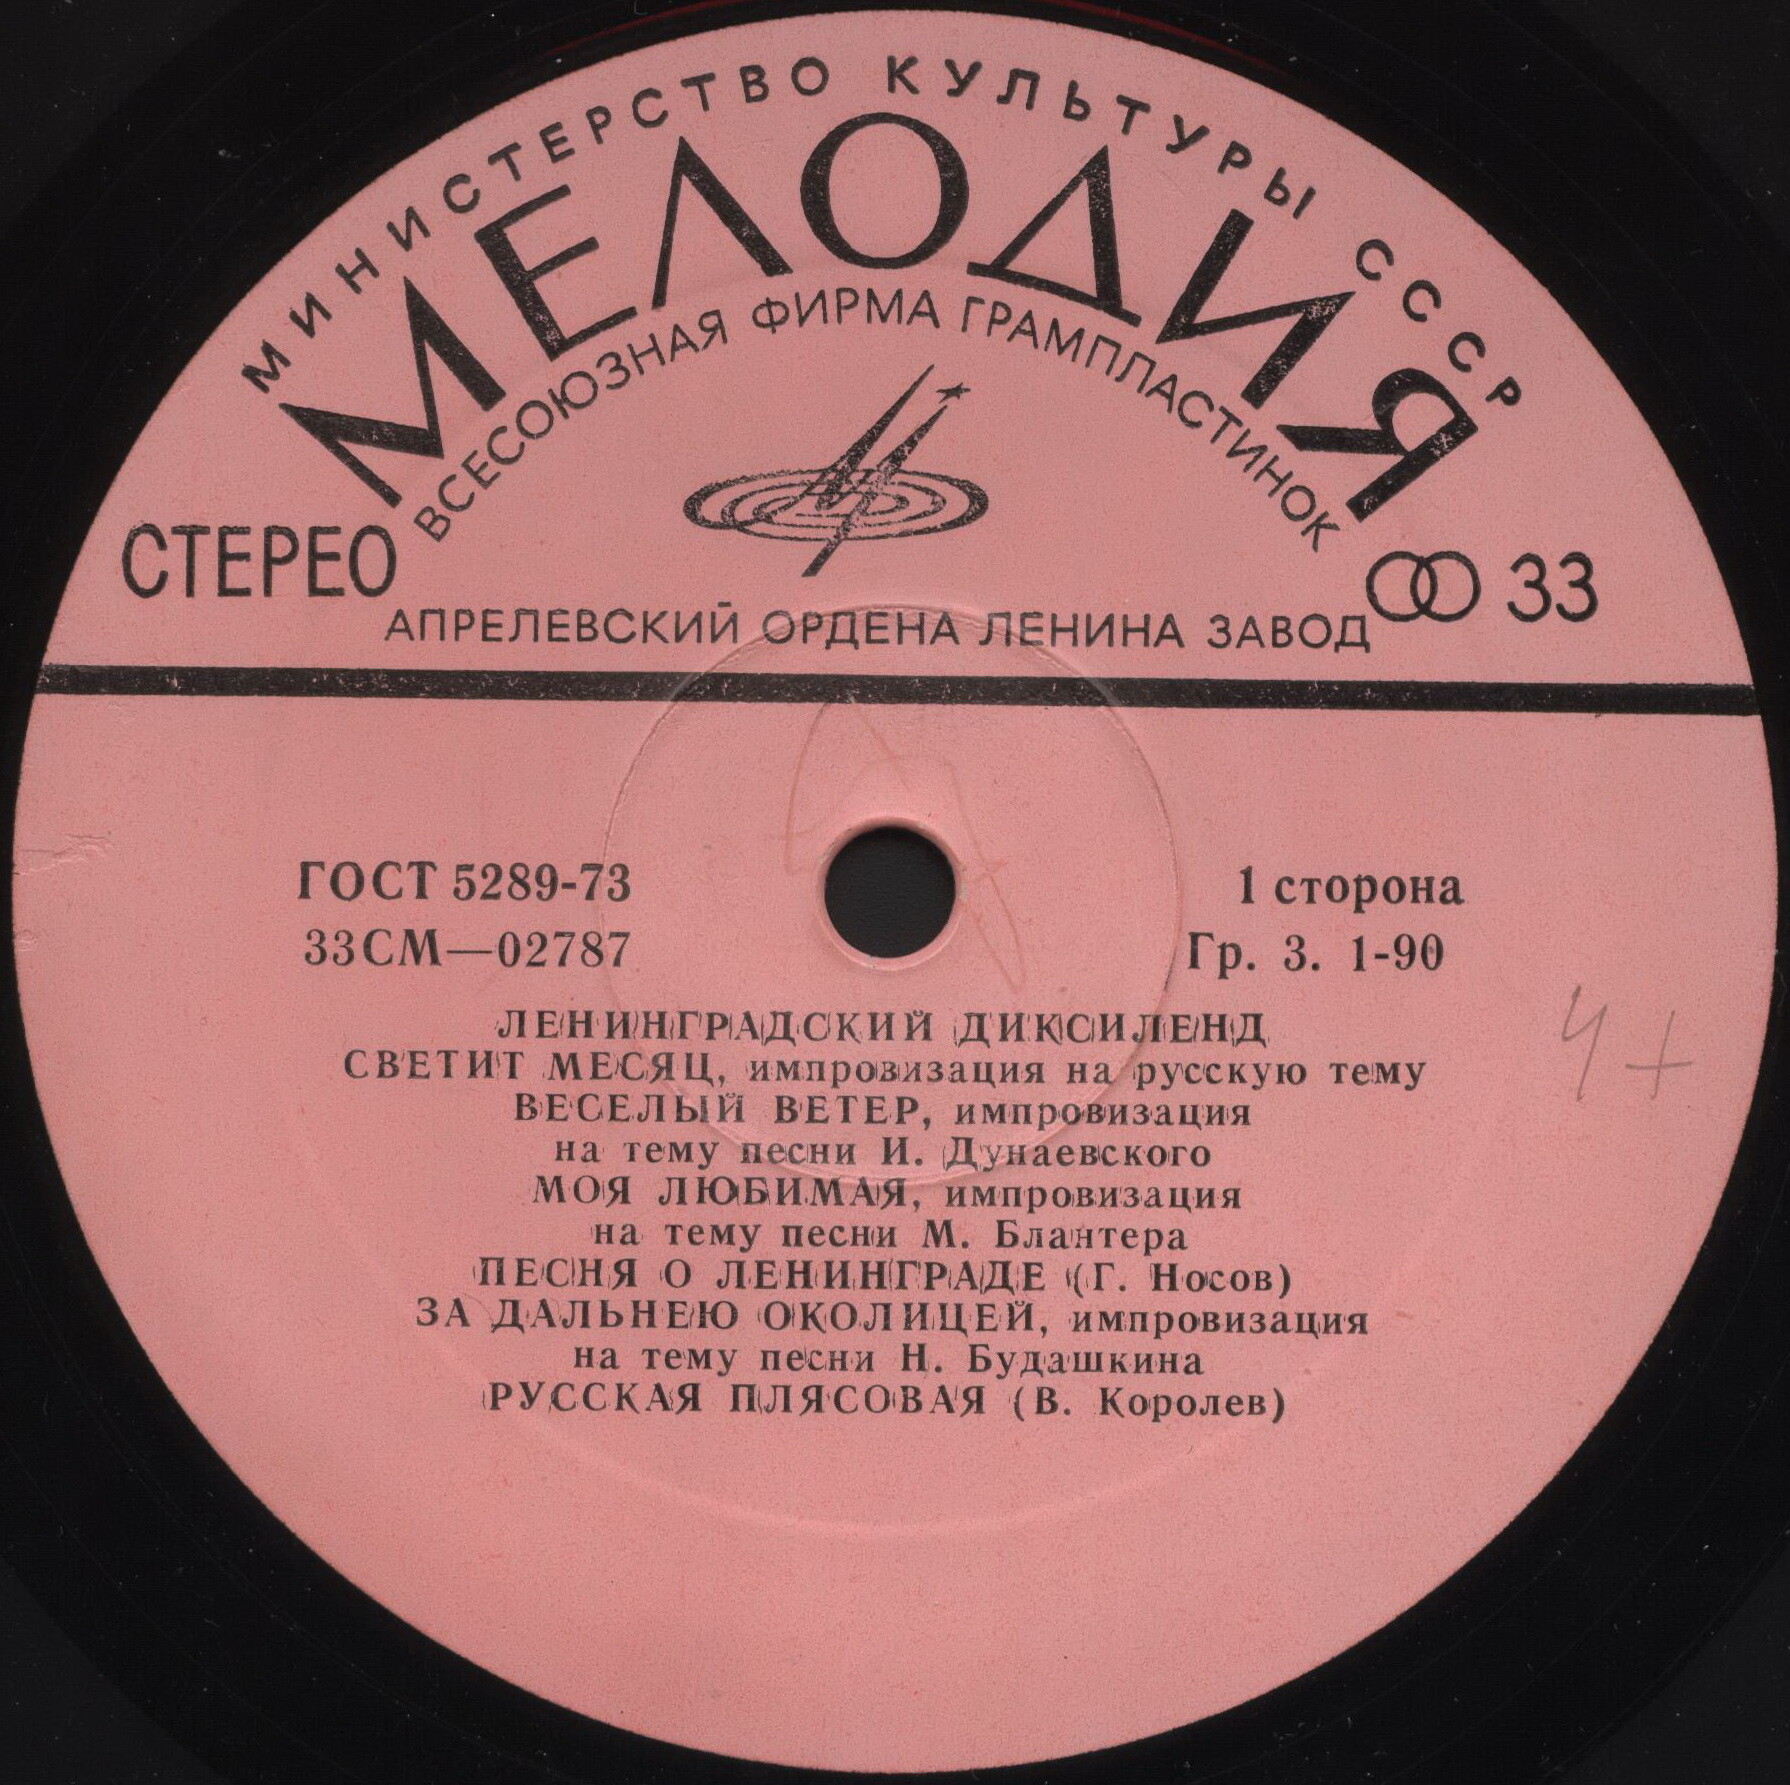 МИНИСТЕРСТВО КУЛЬТУРЫ СССР
МЕЛОДИЯ
ВСЕСОЮЗНАЯ ФИРМА ГРАМПЛАСТИНОК
СТЕРЕО
33
АПРЕЛЕВСКИЙ ОРДЕНА ЛЕНИНА ЗАВОД
ГОСТ 5289-73
1 сторона
33СМ—02787
Гр. 3. 1-90
ЛЕНИНГРАДСКИЙ ДИКСИЛЕНД
СВЕТИТ МЕСЯЦ, импровизация на русскую тему
ВЕСЕЛЫЙ ВЕТЕР, импровизация
на тему песни И. Дунаевского
МОЯ ЛЮБИМАЯ, импровизация
на тему песни М. Блантера
ПЕСНЯ О ЛЕНИНГРАДЕ (Г. Носов)
ЗА ДАЛЬНЕЮ ОКОЛИЦЕЙ, импровизация
на тему песни Н. Будашкина
РУССКАЯ ПЛЯСОВАЯ (В. Королев)